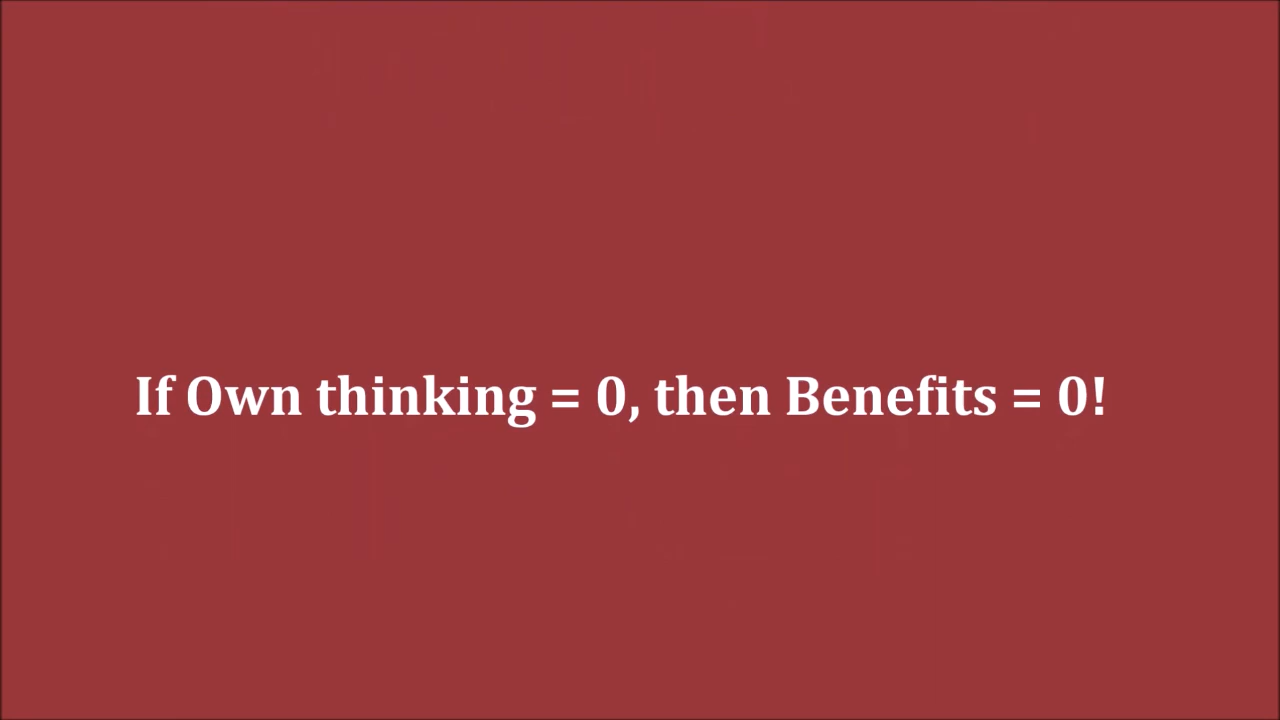 If Own thinking = 0, then Benefits = 0!